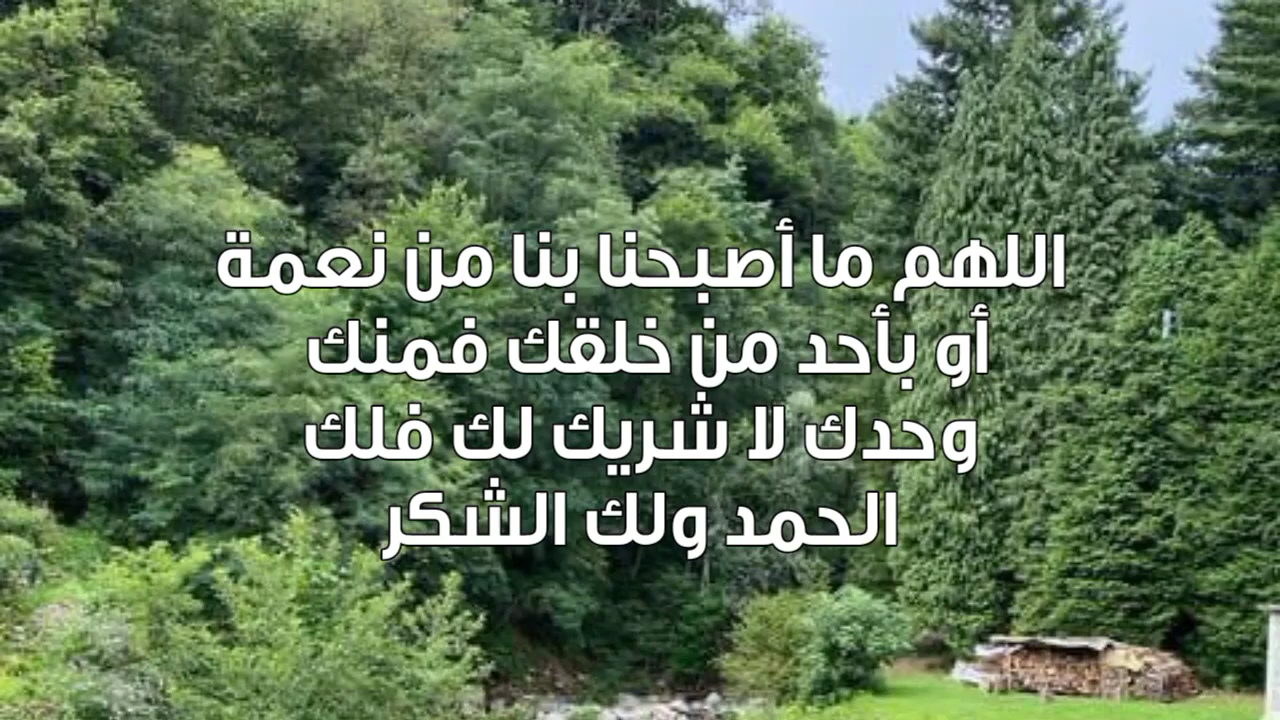 اللهم ما أصبحنا بنا من نعمة
أو بأحد من خلقك فمنك
وحدك لا شريك لك فلك
الحمد ولك الشكر